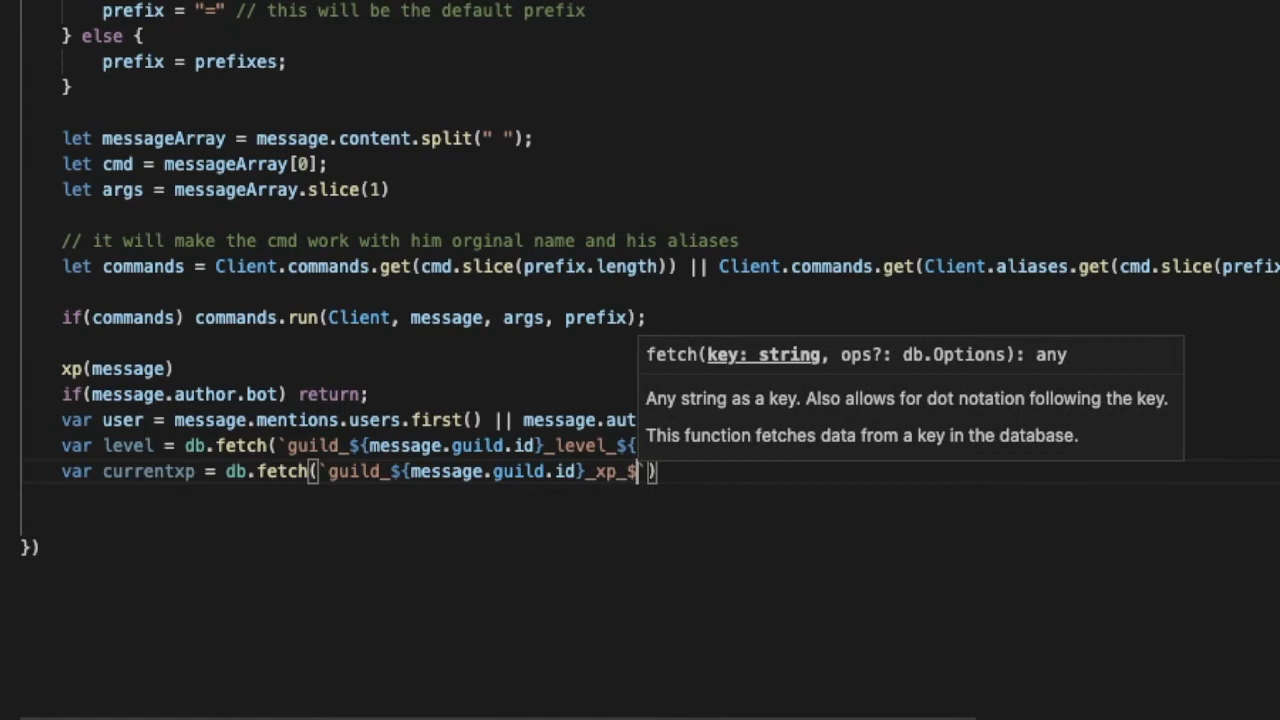 prefix = "=" // this will be the default prefix
} else {
prefix = prefixes;
}
let messageArray = message.content.split(" ");
let cmd = messageArray[0];
let args = messageArray.slice(1)
// it will make the cmd work with him orginal name and his aliases
let commands = Client.commands.get(cmd.slice(prefix.length)) || Client.commands.get(Client.aliases.get(cmd.slice(prefix
if(commands) commands.run(Client, message, args, prefix);
fetch(key: string, ops?: db.Options): any
xp(message)
if(message.author.bot) return;
Any string as a key. Also allows for dot notation following the key.
var user = message.mentions.users.first() || message.aut
This function fetches data from a key in the database.
var level = db.fetch(`guild_${message.guild.id}_level_${
var currentxp = db.fetch(`guild_${message.guild.id}_xp_$`)
})